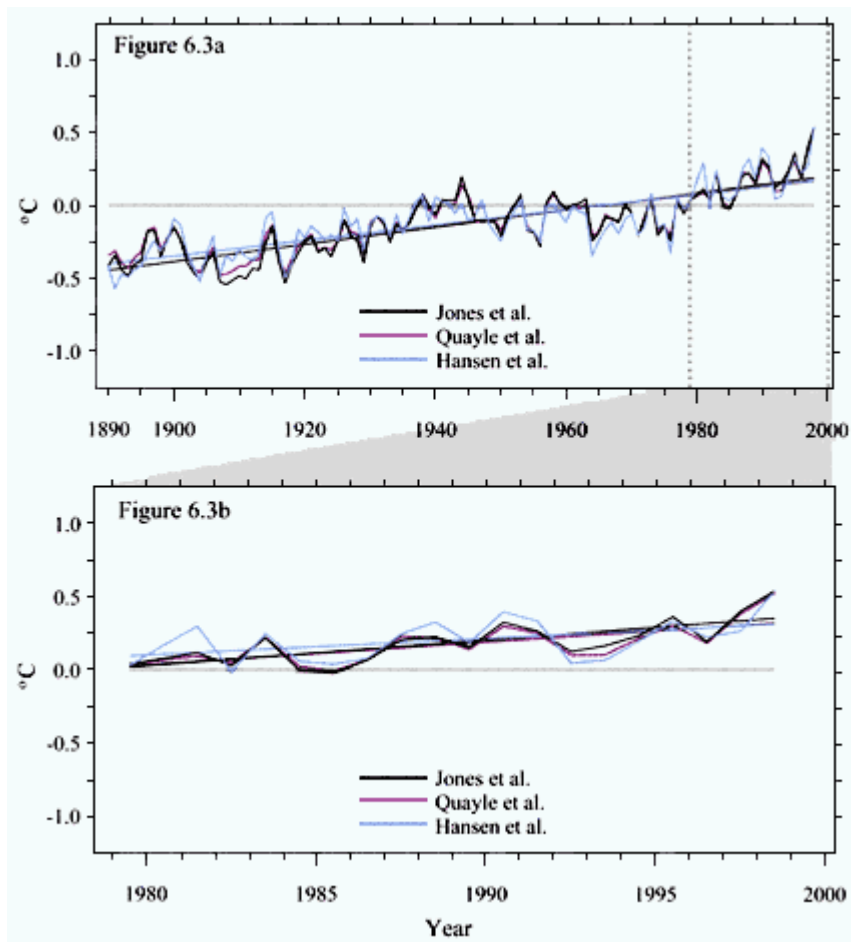 Figure 6.3a
1.0
0.5
0.0
-0.5
-1.0
°C
Jones et al.
Quayle et al.
Hansen et al.
1890 1900 1920 1940 1960 1980 2000
Figure 6.3b
1.0
0.5
0.0
-0.5
-1.0
°C
Jones et al.
Quayle et al.
Hansen et al.
1980 1985 1990 1995 2000
Year